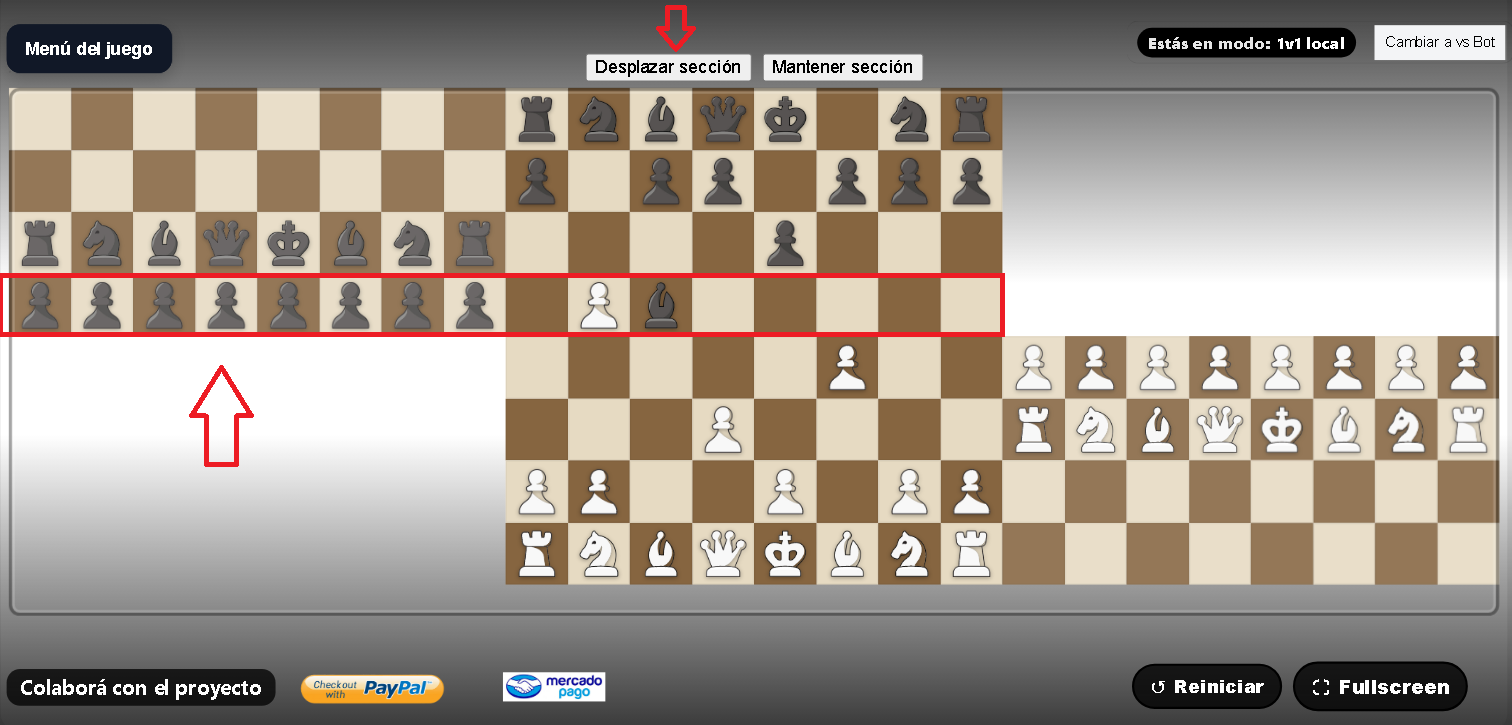 Menú del juego
Desplazar sección
Mantener sección
Estás en modo: 1v1 local
Cambiar a vs Bot
Colaborá con el proyecto
Checkout
with
PayPal™
mercado
pago
↺ Reiniciar
Fullscreen